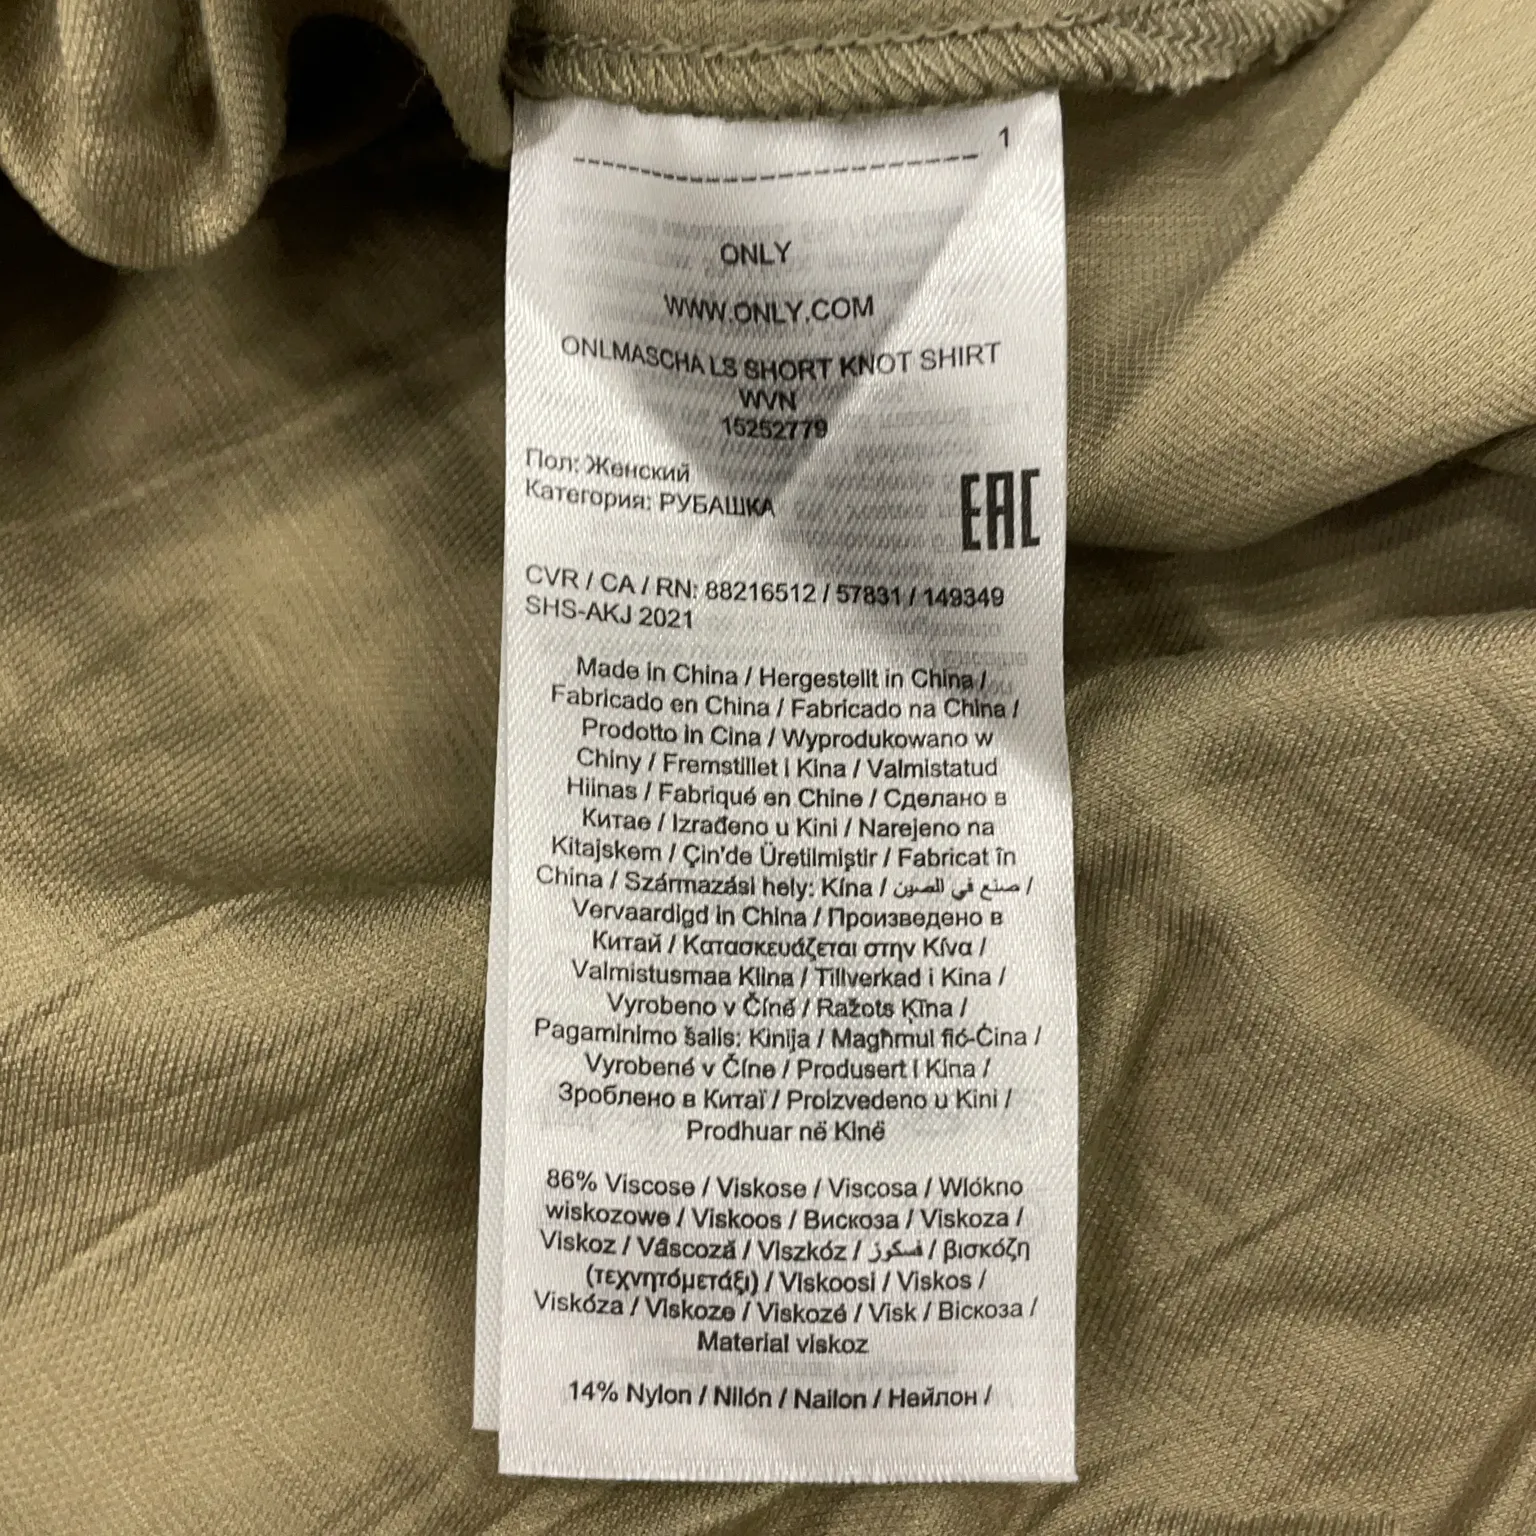 1
ONLY
WWW.ONLY.COM
ONLMASCHA LS SHORT KNOT SHIRT
WVN
15252779
Пол: Женский
Категория: РУБАШКА
EAC
CVR / CA / RN: 88216512 / 57831 / 149349
SHS-AKJ 2021
Made in China / Hergestellt in China /
Fabricado en China / Fabricado na China /
Prodotto in Cina / Wyprodukowano w
Chiny / Fremstillet i Kina / Valmistatud
Hiinas / Fabriqué en Chine / Сделано в
Китае / Izrađeno u Kini / Narejeno na
Kitajskem / Çin'de Üretilmiştir / Fabricat în
China / Származási hely: Kína / صنع في الصين /
Vervaardigd in China / Произведено в
Китай / Κατασκευάζεται στην Κίνα /
Valmistusmaa Kiina / Tillverkad i Kina /
Vyrobeno v Číně / Ražots Ķīna /
Pagaminimo šalis: Kinija / Magħmul fiċ-Ċina /
Vyrobené v Číne / Produsert i Kina /
Зроблено в Китаї / Proizvedeno u Kini /
Prodhuar në Kinë
86% Viscose / Viskose / Viscosa / Wlókno
wiskozowe / Viskoos / Вискоза / Viskoza /
Viskoz / Vâscoză / Viszkóz / فسكوز / βισκόζη
(τεχνητόμετάξι) / Viskoosi / Viskos /
Viskóza / Viskoze / Viskozé / Visk / Віскоза /
Material viskoz
14% Nylon / Nilón / Nailon / Нейлон /